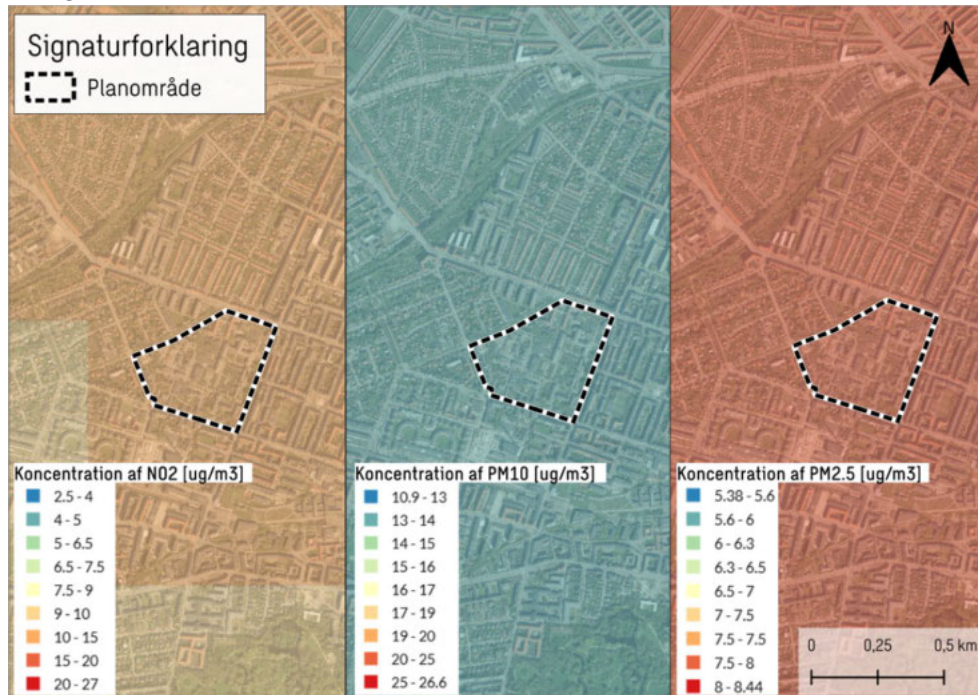 Signaturforklaring
Planområde
N
Koncentration af NO2 [ug/m3]
2.5 - 4
4 - 5
5 - 6.5
6.5 - 7.5
7.5 - 9
9 - 10
10 - 15
15 - 20
20 - 27
Koncentration af PM10 [ug/m3]
10.9 - 13
13 - 14
14 - 15
15 - 16
16 - 17
17 - 19
19 - 20
20 - 25
25 - 26.6
Koncentration af PM2.5 [ug/m3]
5.38 - 5.6
5.6 - 6
6 - 6.3
6.3 - 6.5
6.5 - 7
7 - 7.5
7.5 - 7.5
7.5 - 8
8 - 8.44
0 0,25 0,5 km